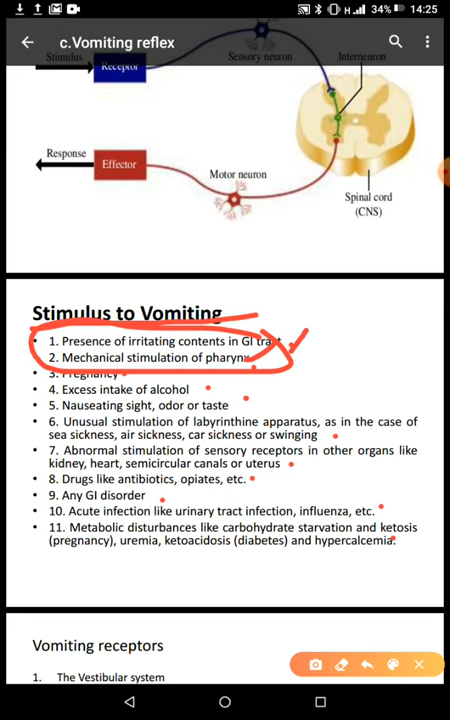 34% 14:25
c.Vomiting reflex
Stimulus
Receptor
Sensory neuron
Interneuron
Response
Effector
Motor neuron
Spinal cord
(CNS)
Stimulus to Vomiting
• 1. Presence of irritating contents in GI tract
2. Mechanical stimulation of pharynx
• 3. Pregnancy
• 4. Excess intake of alcohol
• 5. Nauseating sight, odor or taste
• 6. Unusual stimulation of labyrinthine apparatus, as in the case of
sea sickness, air sickness, car sickness or swinging
• 7. Abnormal stimulation of sensory receptors in other organs like
kidney, heart, semicircular canals or uterus
• 8. Drugs like antibiotics, opiates, etc.
• 9. Any GI disorder
• 10. Acute infection like urinary tract infection, influenza, etc.
• 11. Metabolic disturbances like carbohydrate starvation and ketosis
(pregnancy), uremia, ketoacidosis (diabetes) and hypercalcemia.
Vomiting receptors
1. The Vestibular system